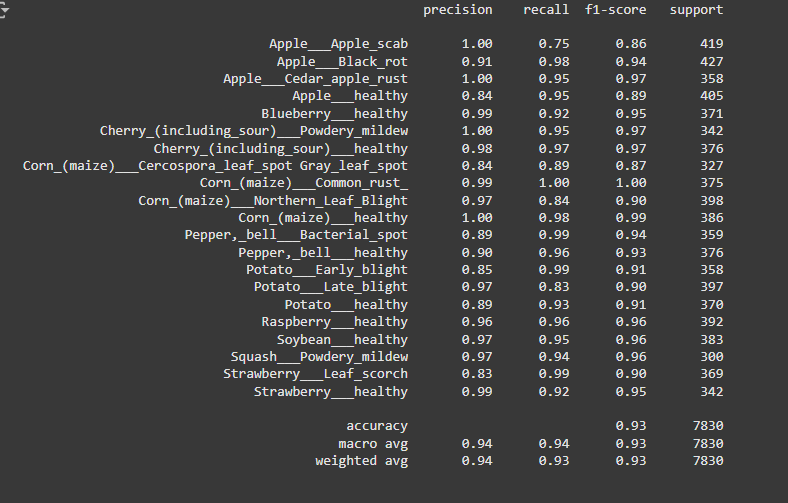 precision recall f1-score support
Apple___Apple_scab 1.00 0.75 0.86 419
Apple___Black_rot 0.91 0.98 0.94 427
Apple___Cedar_apple_rust 1.00 0.95 0.97 358
Apple___healthy 0.84 0.95 0.89 405
Blueberry___healthy 0.99 0.92 0.95 371
Cherry_(including_sour)___Powdery_mildew 1.00 0.95 0.97 342
Cherry_(including_sour)___healthy 0.98 0.97 0.97 376
Corn_(maize)___Cercospora_leaf_spot Gray_leaf_spot 0.84 0.89 0.87 327
Corn_(maize)___Common_rust_ 0.99 1.00 1.00 375
Corn_(maize)___Northern_Leaf_Blight 0.97 0.84 0.90 398
Corn_(maize)___healthy 1.00 0.98 0.99 386
Pepper,_bell___Bacterial_spot 0.89 0.99 0.94 359
Pepper,_bell___healthy 0.90 0.96 0.93 376
Potato___Early_blight 0.85 0.99 0.91 358
Potato___Late_blight 0.97 0.83 0.90 397
Potato___healthy 0.89 0.93 0.91 370
Raspberry___healthy 0.96 0.96 0.96 392
Soybean___healthy 0.97 0.95 0.96 383
Squash___Powdery_mildew 0.97 0.94 0.96 300
Strawberry___Leaf_scorch 0.83 0.99 0.90 369
Strawberry___healthy 0.99 0.92 0.95 342
accuracy 0.93 7830
macro avg 0.94 0.94 0.93 7830
weighted avg 0.94 0.93 0.93 7830